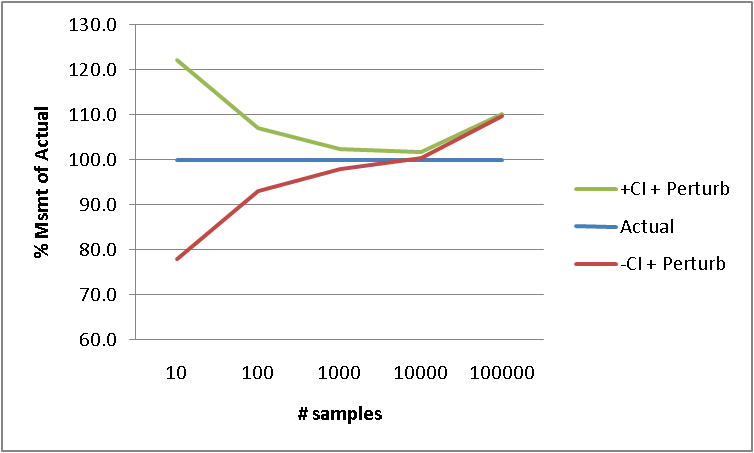 130.0
120.0
110.0
100.0
90.0
80.0
70.0
60.0
% Msmt of Actual
10 100 1000 10000 100000
# samples
+CI + Perturb
Actual
-CI + Perturb